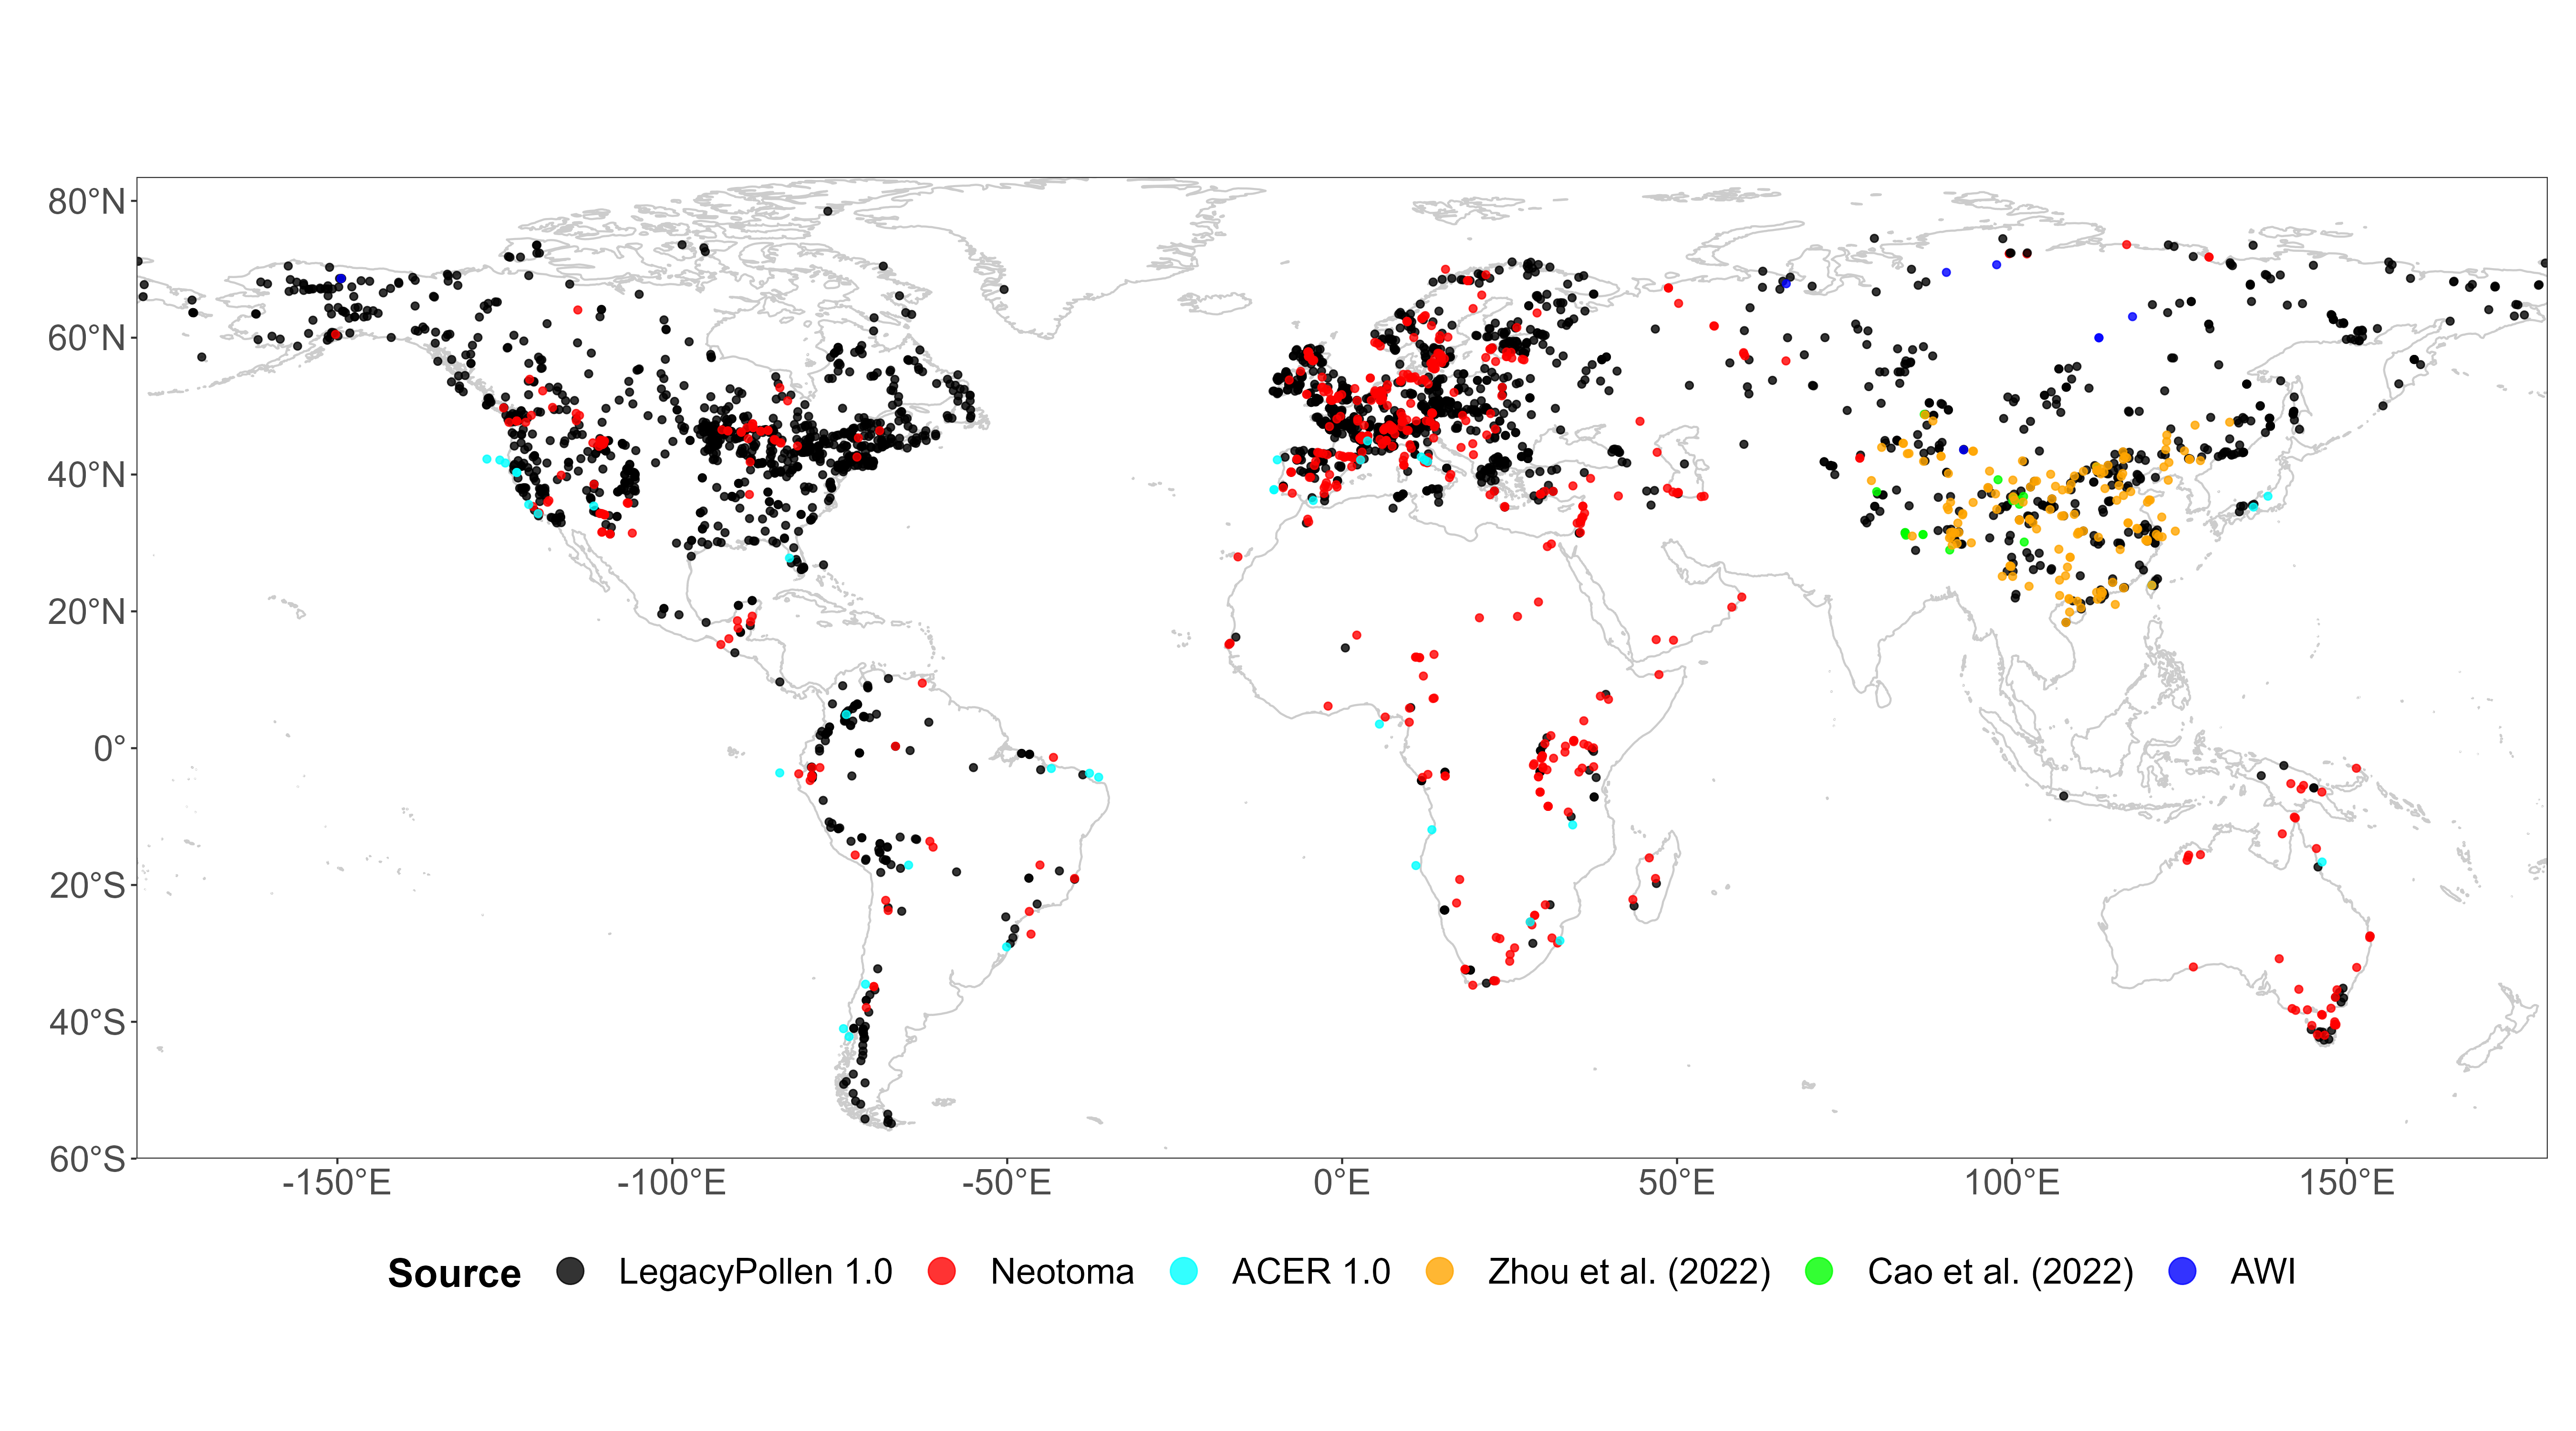 80°N
60°N
40°N
20°N
0°
20°S
40°S
60°S
-150°E -100°E -50°E 0°E 50°E 100°E 150°E
Source LegacyPollen 1.0 Neotoma ACER 1.0 Zhou et al. (2022) Cao et al. (2022) AWI